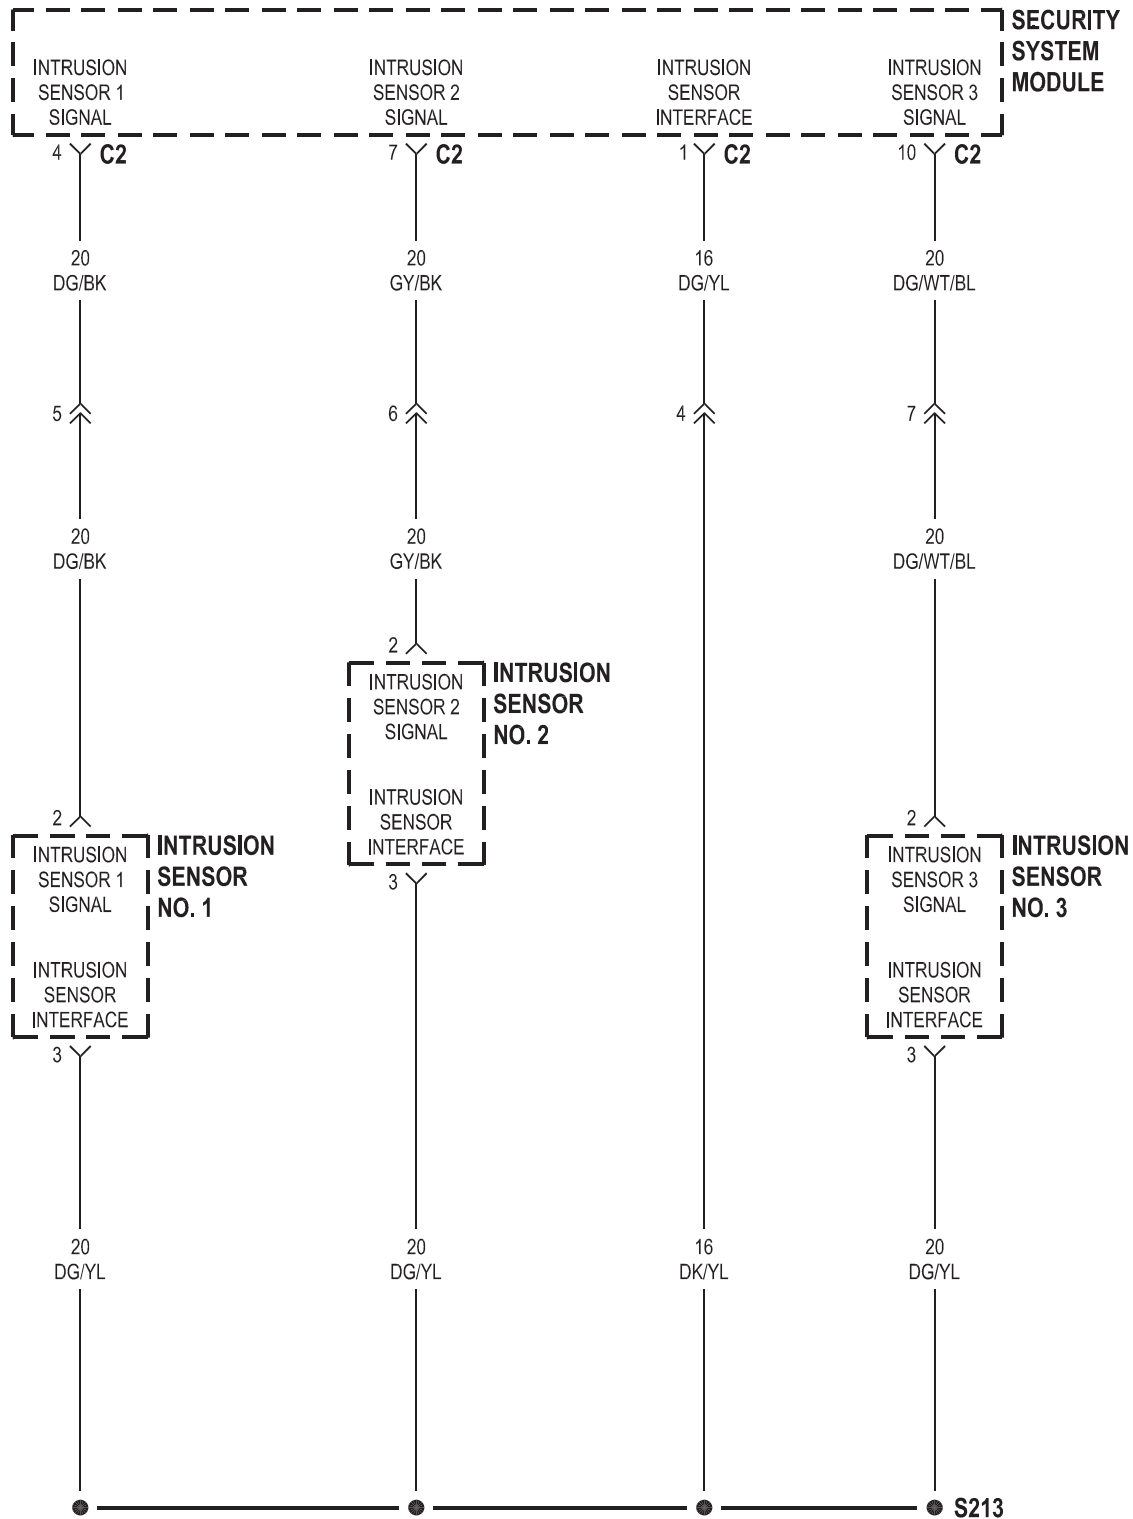 SECURITY
SYSTEM
MODULE
INTRUSION
SENSOR 1
SIGNAL
INTRUSION
SENSOR 2
SIGNAL
INTRUSION
SENSOR
INTERFACE
INTRUSION
SENSOR 3
SIGNAL
4 C2
7 C2
1 C2
10 C2
20
DG/BK
20
GY/BK
16
DG/YL
20
DG/WT/BL
5
6
4
7
20
DG/BK
20
GY/BK
20
DG/WT/BL
2
INTRUSION
SENSOR 2
SIGNAL
INTRUSION
SENSOR
INTERFACE
INTRUSION
SENSOR
NO. 2
3
2
INTRUSION
SENSOR 1
SIGNAL
INTRUSION
SENSOR
INTERFACE
INTRUSION
SENSOR
NO. 1
3
2
INTRUSION
SENSOR 3
SIGNAL
INTRUSION
SENSOR
INTERFACE
INTRUSION
SENSOR
NO. 3
3
20
DG/YL
20
DG/YL
16
DK/YL
20
DG/YL
S213